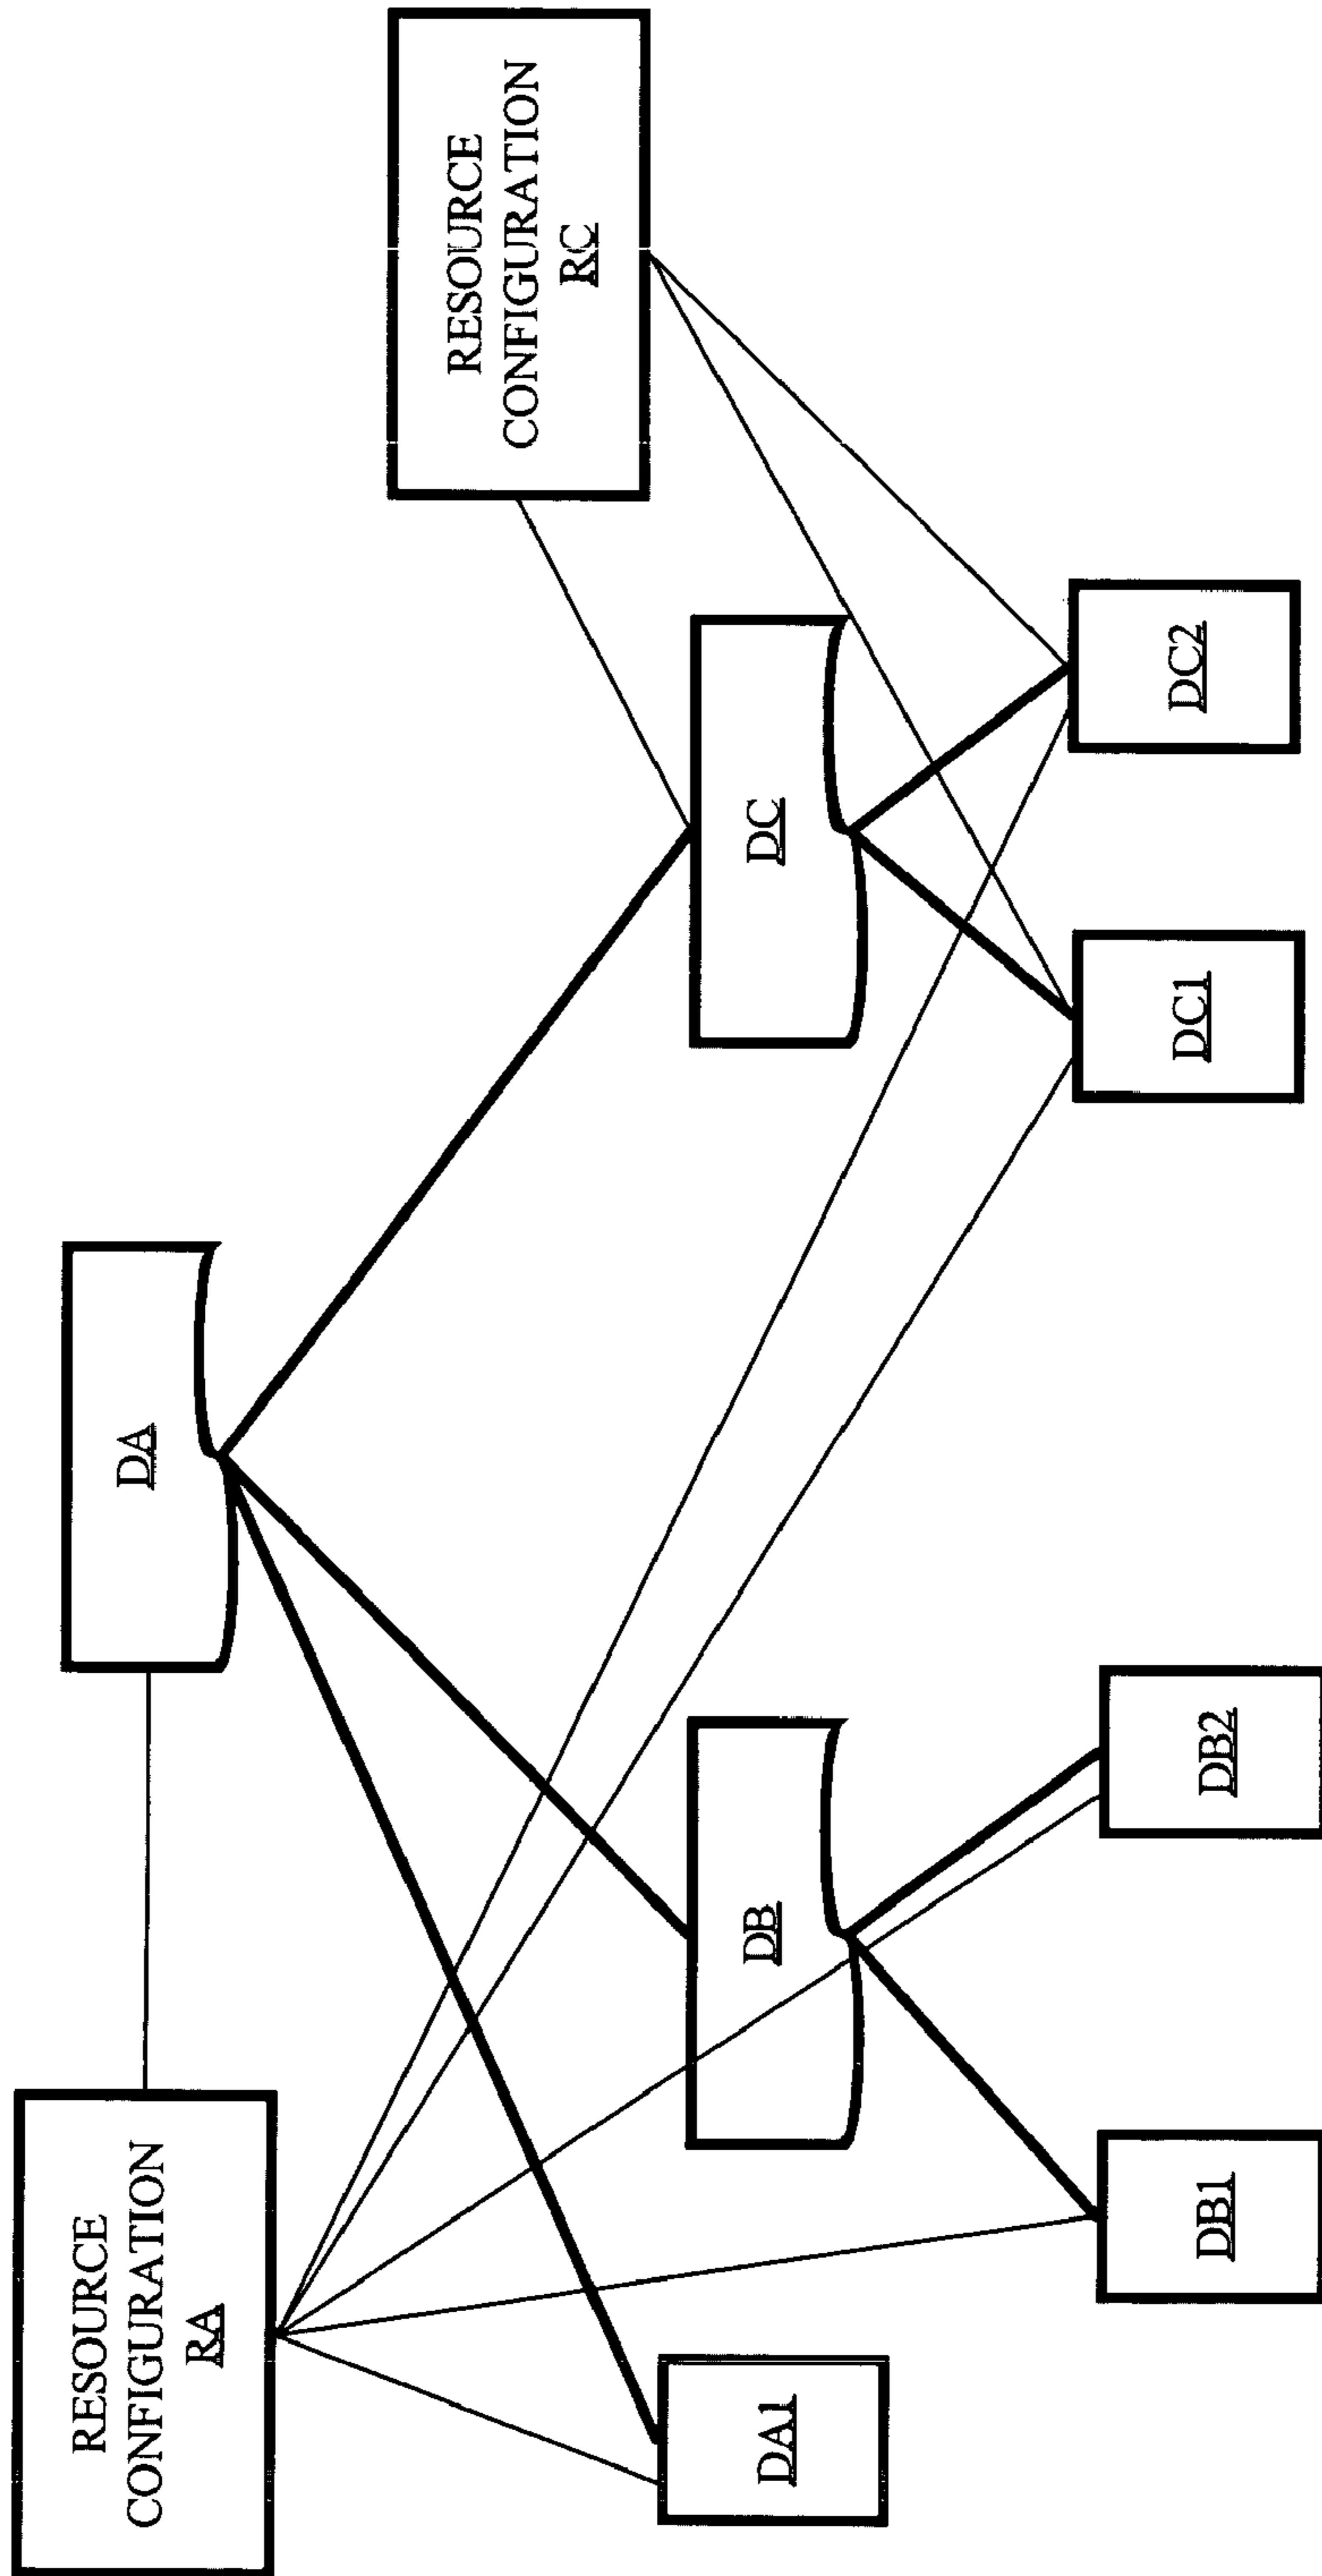 RESOURCE
CONFIGURATION
RA
DA
RESOURCE
CONFIGURATION
RC
DA1
DB
DC
DB1
DB2
DC1
DC2